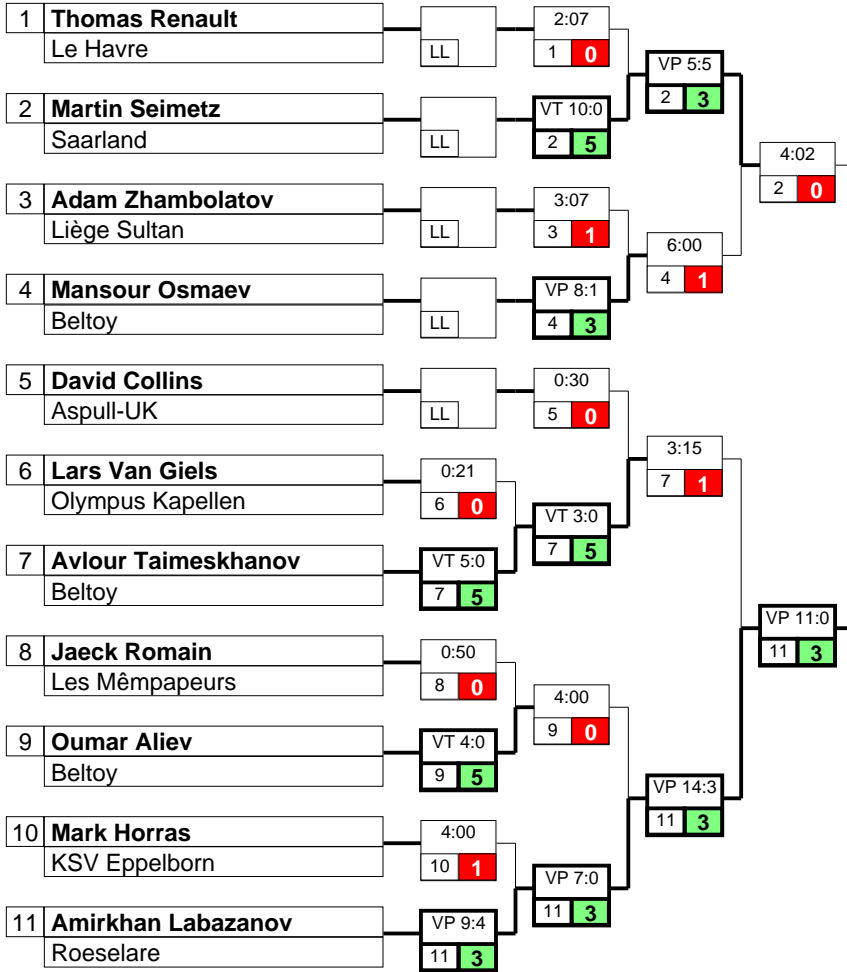 1 Thomas Renault
Le Havre
LL
2:07
1 0
VP 5:5
2 3
2 Martin Seimetz
Saarland
LL
VT 10:0
2 5
4:02
2 0
3 Adam Zhambolatov
Liège Sultan
LL
3:07
3 1
6:00
4 1
4 Mansour Osmaev
Beltoy
LL
VP 8:1
4 3
5 David Collins
Aspull-UK
LL
0:30
5 0
3:15
7 1
6 Lars Van Giels
Olympus Kapellen
0:21
6 0
VT 3:0
7 5
7 Avlour Taimeskhanov
Beltoy
VT 5:0
7 5
VP 11:0
11 3
8 Jaeck Romain
Les Mêmpapeurs
0:50
8 0
4:00
9 0
9 Oumar Aliev
Beltoy
VT 4:0
9 5
VP 14:3
11 3
10 Mark Horras
KSV Eppelborn
4:00
10 1
VP 7:0
11 3
11 Amirkhan Labazanov
Roeselare
VP 9:4
11 3